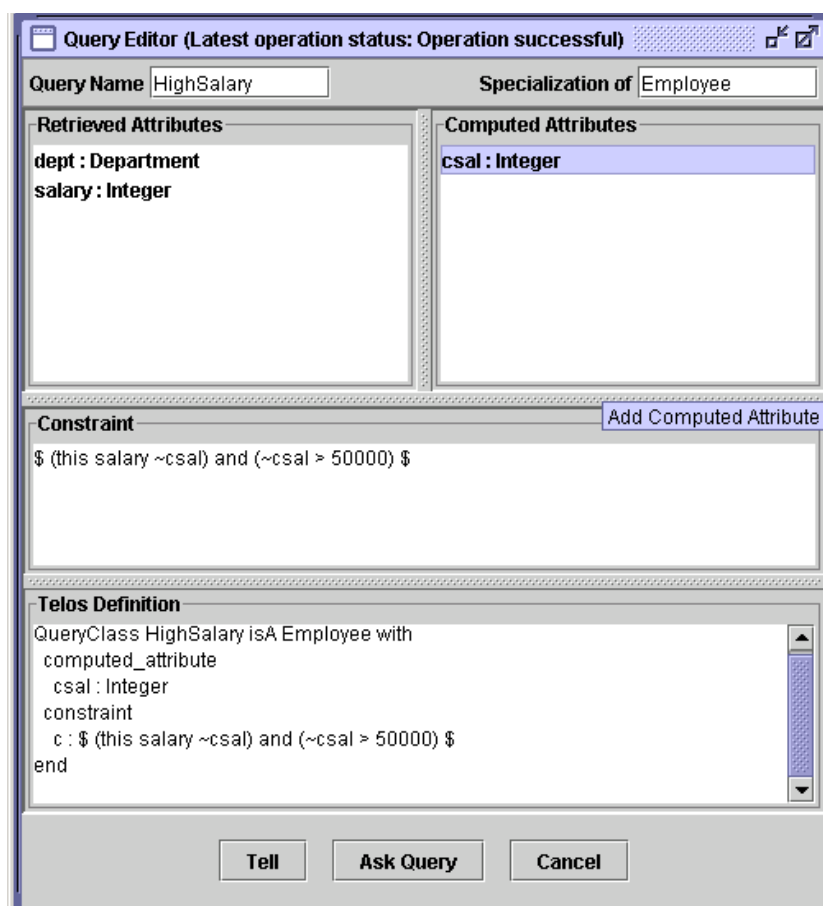 Query Editor (Latest operation status: Operation successful)
Query Name HighSalary Specialization of Employee
Retrieved Attributes
dept : Department
salary : Integer
Computed Attributes
csal : Integer
Add Computed Attribute
Constraint
$ (this salary ~csal) and (~csal > 50000) $
Telos Definition
QueryClass HighSalary isA Employee with
computed_attribute
csal : Integer
constraint
c : $ (this salary ~csal) and (~csal > 50000) $
end
Tell Ask Query Cancel